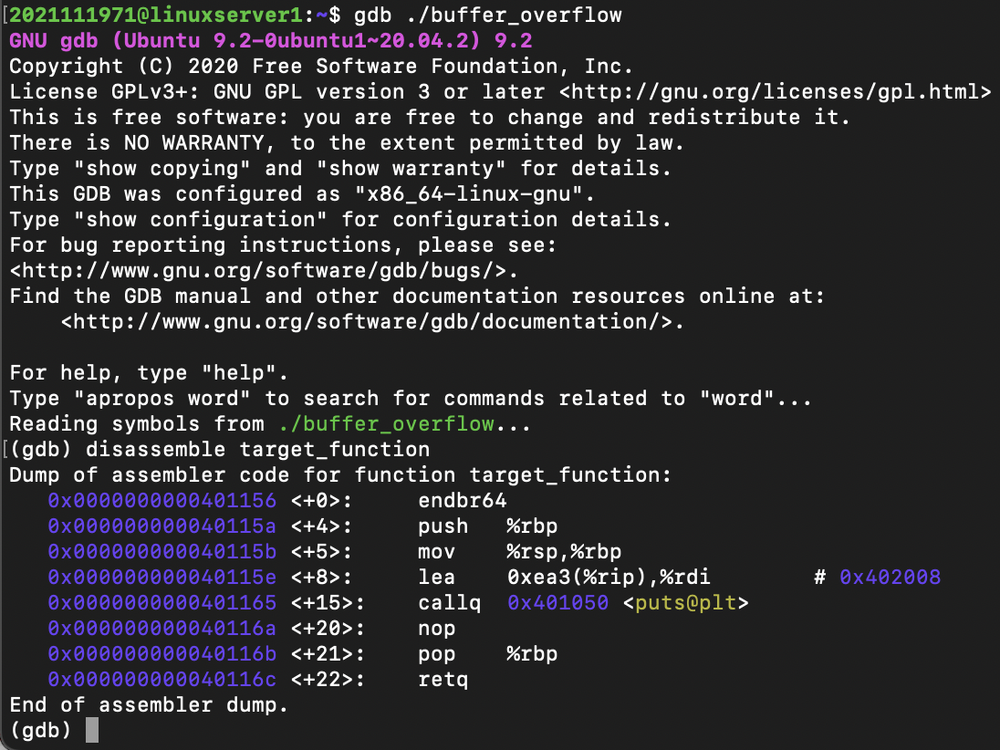 [2021111971@linuxserver1:~$ gdb ./buffer_overflow
GNU gdb (Ubuntu 9.2-0ubuntu1~20.04.2) 9.2
Copyright (C) 2020 Free Software Foundation, Inc.
License GPLv3+: GNU GPL version 3 or later <http://gnu.org/licenses/gpl.html>
This is free software: you are free to change and redistribute it.
There is NO WARRANTY, to the extent permitted by law.
Type "show copying" and "show warranty" for details.
This GDB was configured as "x86_64-linux-gnu".
Type "show configuration" for configuration details.
For bug reporting instructions, please see:
<http://www.gnu.org/software/gdb/bugs/>.
Find the GDB manual and other documentation resources online at:
    <http://www.gnu.org/software/gdb/documentation/>.

For help, type "help".
Type "apropos word" to search for commands related to "word"...
Reading symbols from ./buffer_overflow...
[(gdb) disassemble target_function
Dump of assembler code for function target_function:
   0x0000000000401156 <+0>:     endbr64
   0x000000000040115a <+4>:     push   %rbp
   0x000000000040115b <+5>:     mov    %rsp,%rbp
   0x000000000040115e <+8>:     lea    0xea3(%rip),%rdi        # 0x402008
   0x0000000000401165 <+15>:    callq  0x401050 <puts@plt>
   0x000000000040116a <+20>:    nop
   0x000000000040116b <+21>:    pop    %rbp
   0x000000000040116c <+22>:    retq
End of assembler dump.
(gdb)